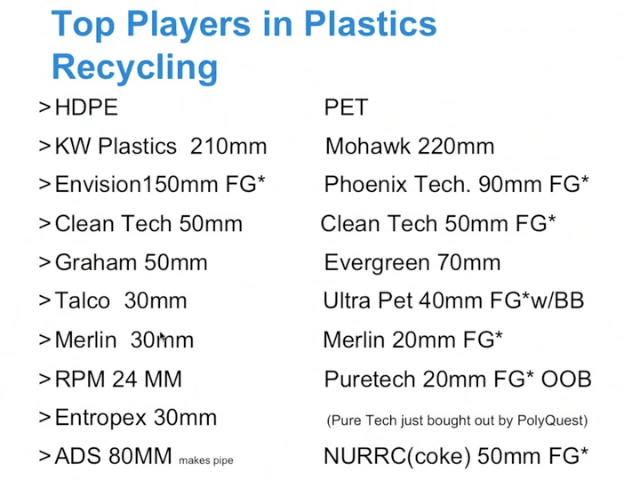 Top Players in Plastics
Recycling
>HDPE PET
>KW Plastics 210mm Mohawk 220mm
>Envision150mm FG* Phoenix Tech. 90mm FG*
>Clean Tech 50mm Clean Tech 50mm FG*
>Graham 50mm Evergreen 70mm
>Talco 30mm Ultra Pet 40mm FG*w/BB
>Merlin 30mm Merlin 20mm FG*
>RPM 24 MM Puretech 20mm FG* OOB
>Entropex 30mm (Pure Tech just bought out by PolyQuest)
>ADS 80MM makes pipe NURRC(coke) 50mm FG*